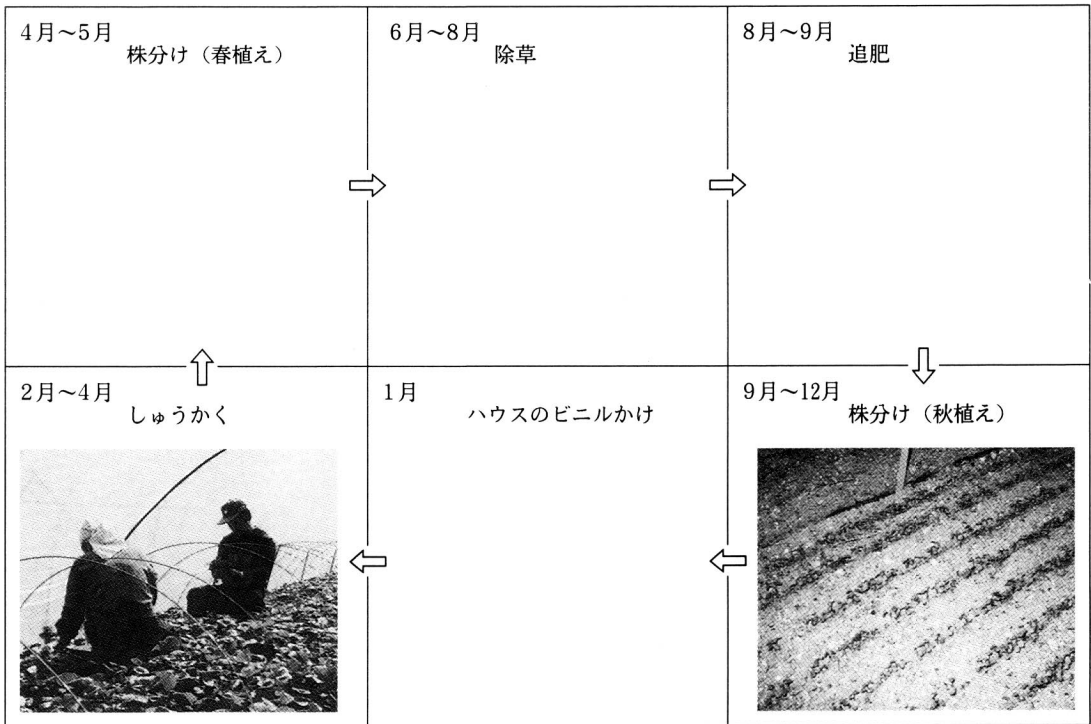 4月~5月
株分け(春植え)
6月~8月
除草
8月~9月
追肥
2月~4月
しゅうかく
1月
ハウスのビニルかけ
9月~12月
株分け(秋植え)